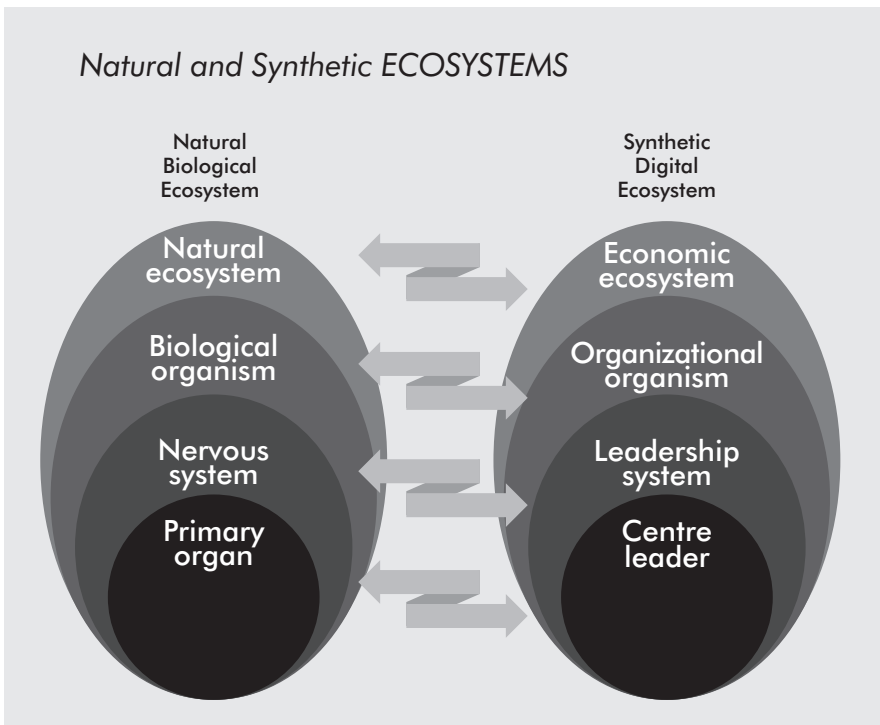 Natural and Synthetic ECOSYSTEMS
Natural
Biological
Ecosystem
Synthetic
Digital
Ecosystem
Natural
ecosystem
Biological
organism
Nervous
system
Primary
organ
Economic
ecosystem
Organizational
organism
Leadership
system
Centre
leader